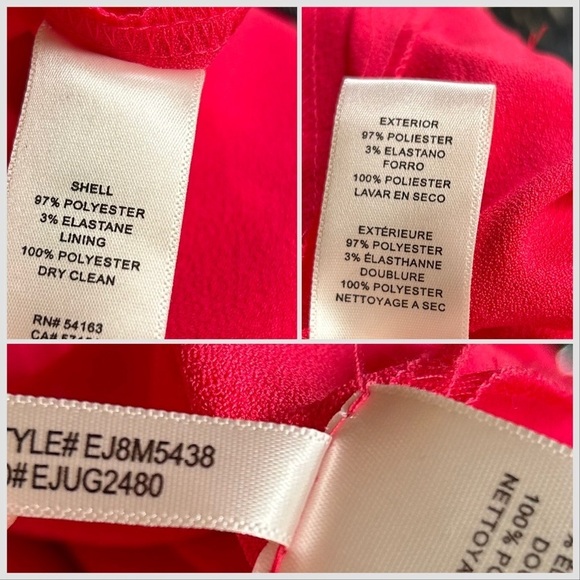 SHELL
97% POLYESTER
3% ELASTANE
LINING
100% POLYESTER
DRY CLEAN
RN# 54163
CA#
EXTERIOR
97% POLIESTER
3% ELASTANO
FORRO
100% POLIESTER
LAVAR EN SECO
EXTÉRIEURE
97% POLYESTER
3% ÉLASTHANNE
DOUBLURE
100% POLYESTER
NETTOYAGE A SEC
TYLE# EJ8M5438
# EJUG2480
DO
100% PO
NETTOYA